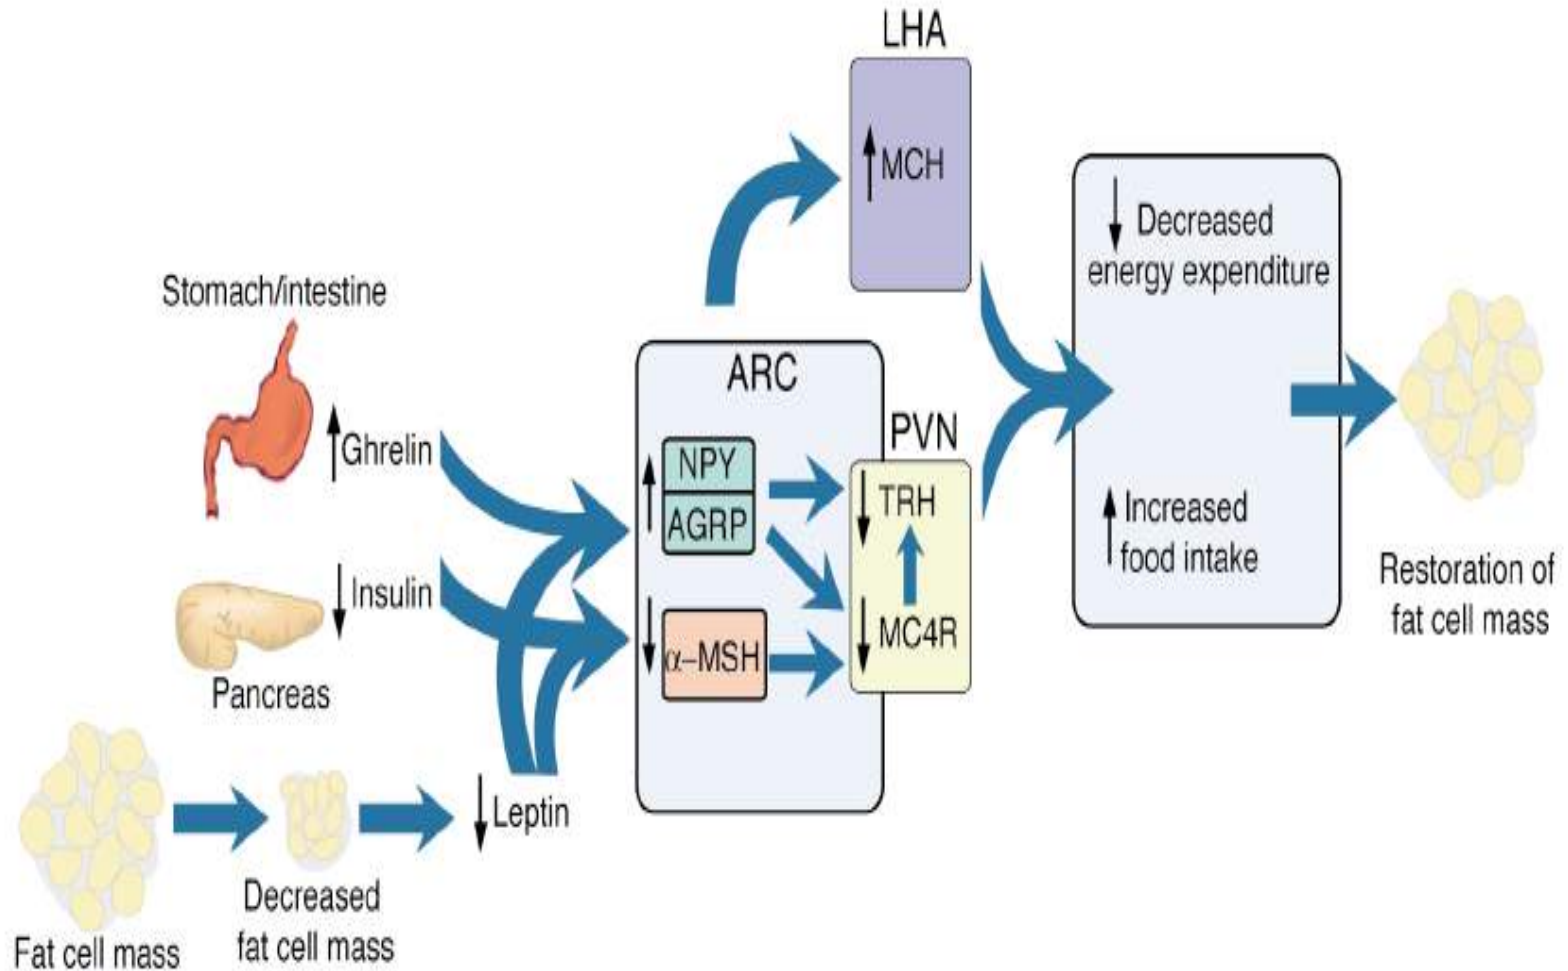 LHA
MCH
Decreased
energy expenditure
Stomach/intestine
ARC
PVN
Ghrelin
NPY
AGRP
TRH
Increased
food intake
Insulin
α–MSH
MC4R
Restoration of
fat cell mass
Pancreas
Leptin
Decreased
fat cell mass
Fat cell mass